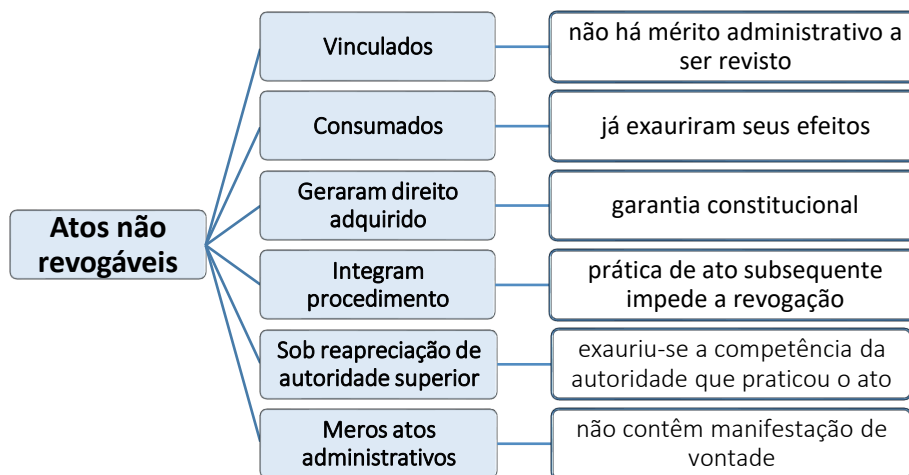 Atos não
revogáveis
Vinculados
não há mérito administrativo a
ser revisto
Consumados
já exauriram seus efeitos
Geraram direito
adquirido
garantia constitucional
Integram
procedimento
prática de ato subsequente
impede a revogação
Sob reapreciação de
autoridade superior
exauriu-se a competência da
autoridade que praticou o ato
Meros atos
administrativos
não contêm manifestação de
vontade